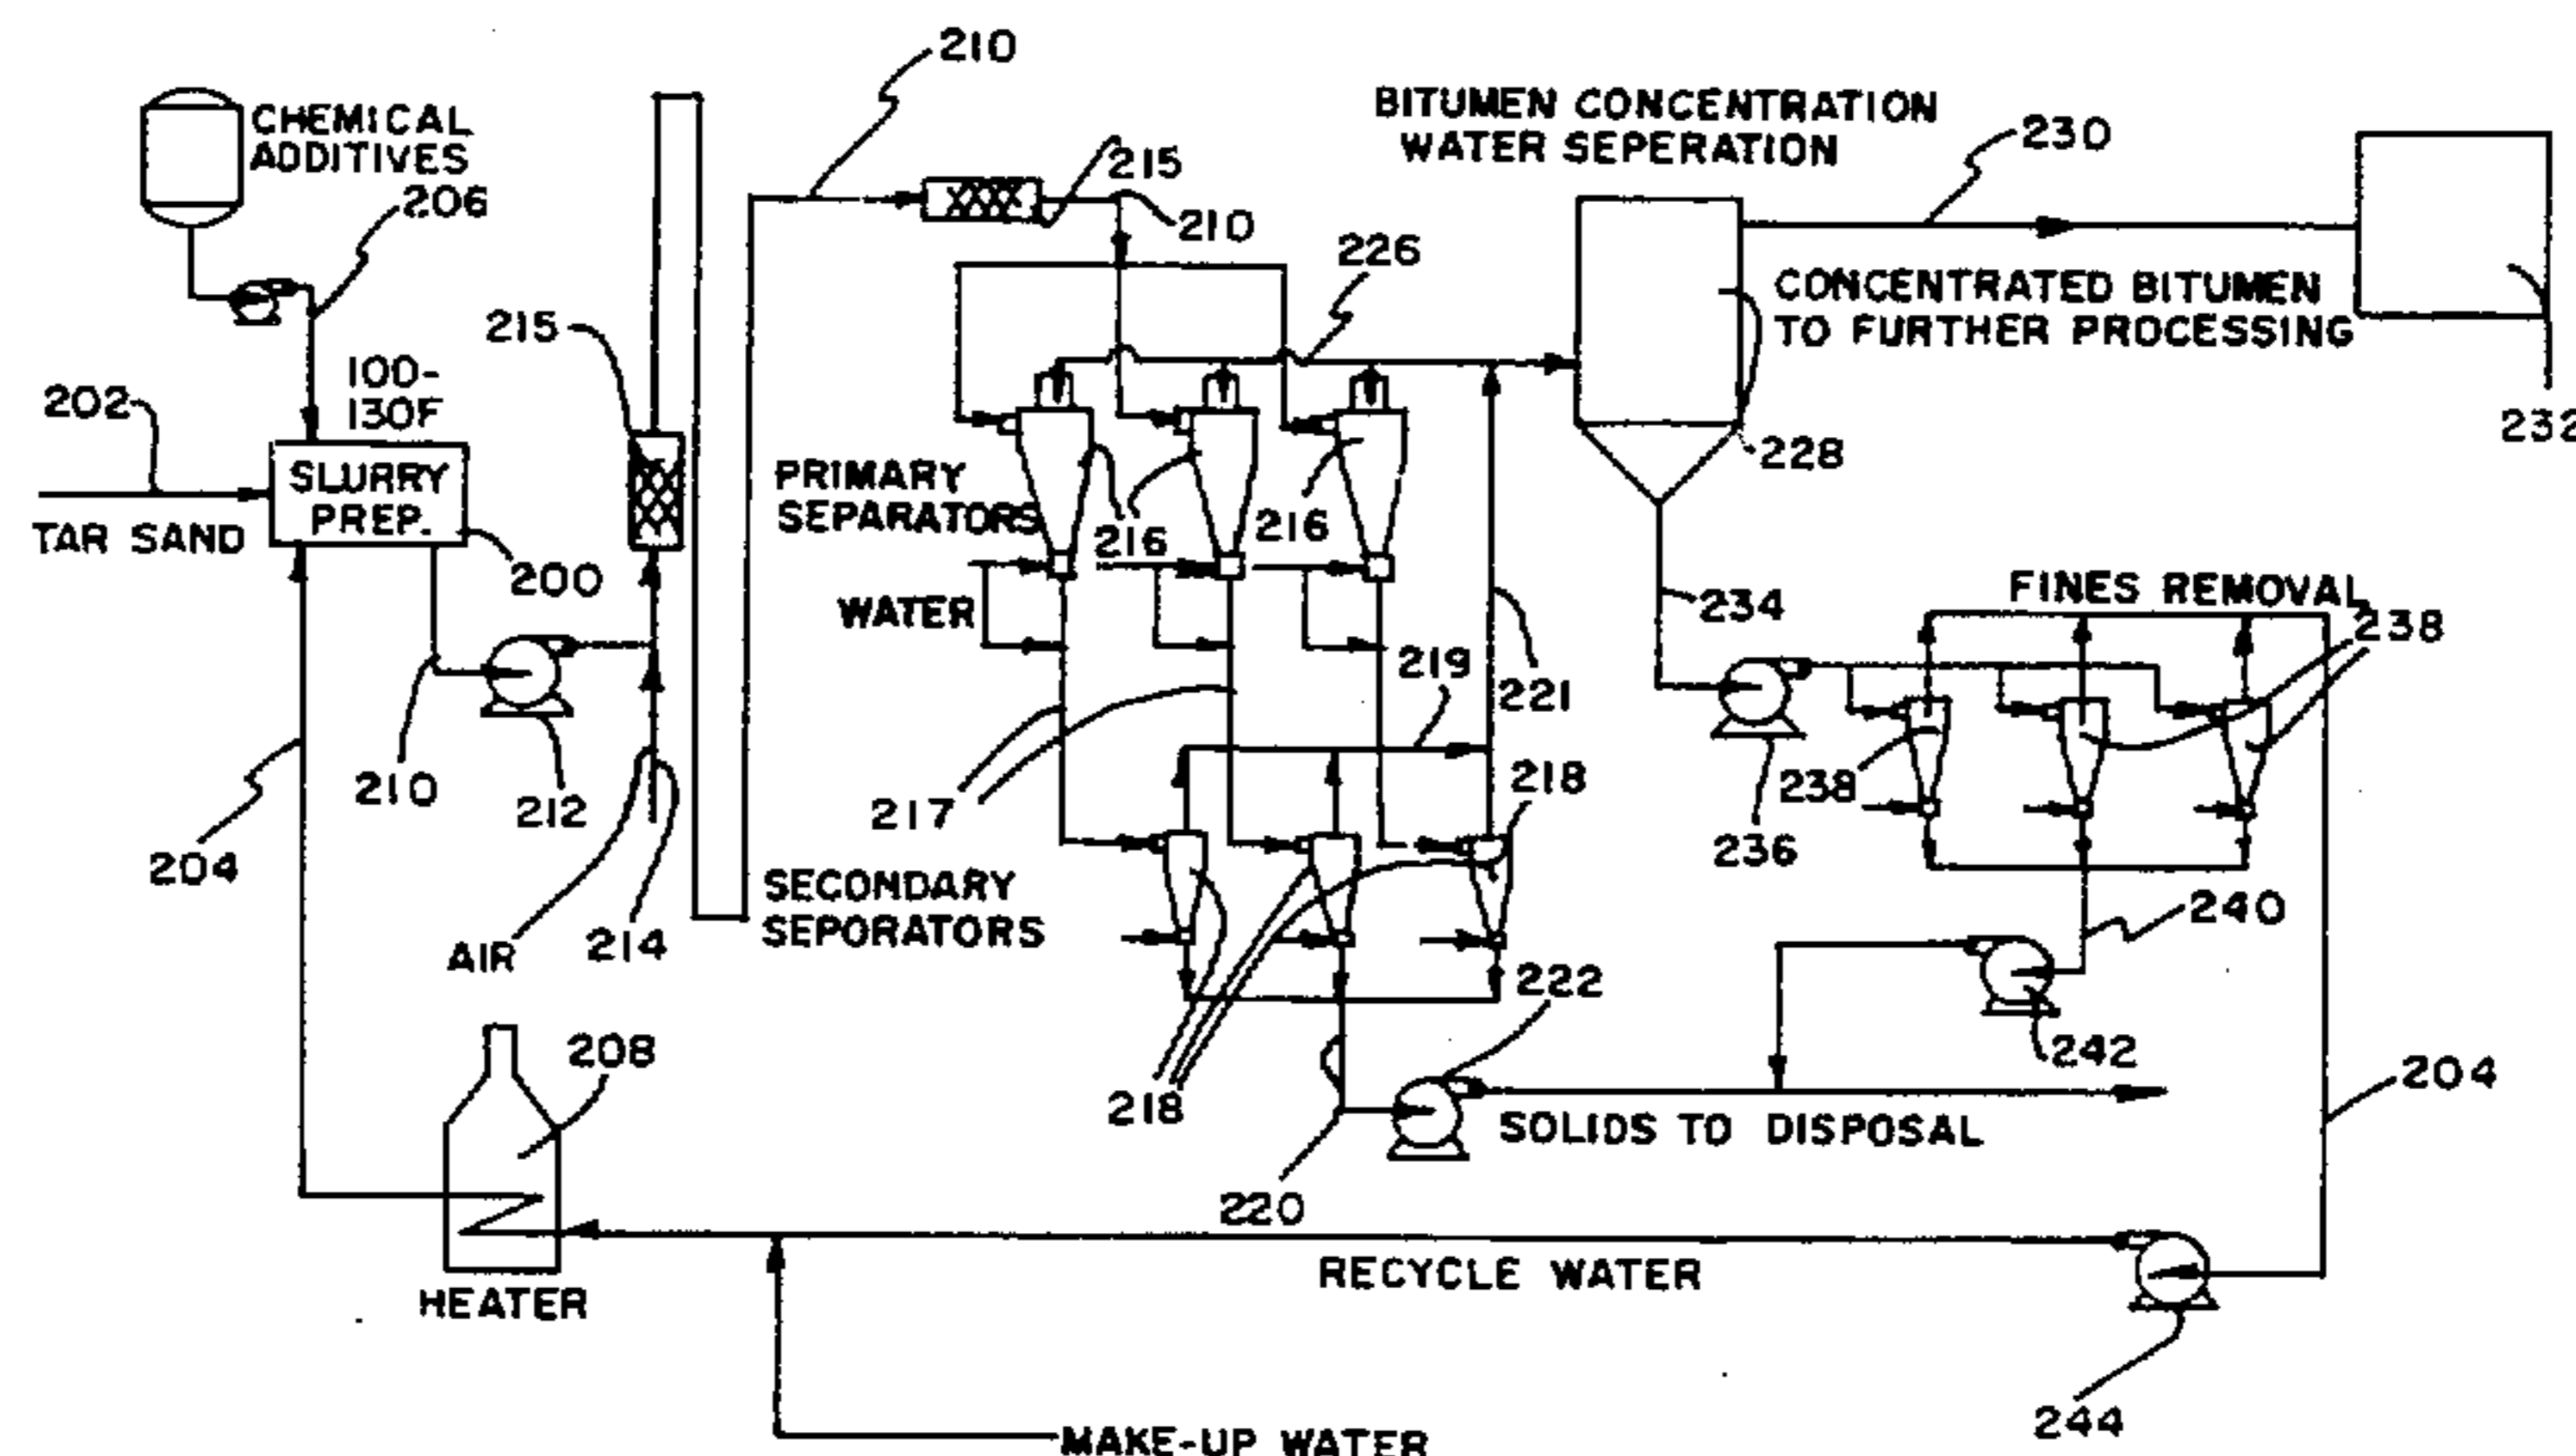 210
CHEMICAL
ADDITIVES
206
BITUMEN CONCENTRATION
WATER SEPERATION
230
215
210
226
215
100-
130F
202
SLURRY
PREP.
TAR SAND
200
CONCENTRATED BITUMEN
TO FURTHER PROCESSING
232
228
PRIMARY
SEPARATORS
216
216
WATER
234
FINES REMOVAL
238
219
221
210
212
217
218
238
236
204
AIR
214
SECONDARY
SEPORATORS
240
222
242
208
218
204
SOLIDS TO DISPOSAL
220
HEATER
RECYCLE WATER
244
MAKE-UP WATER